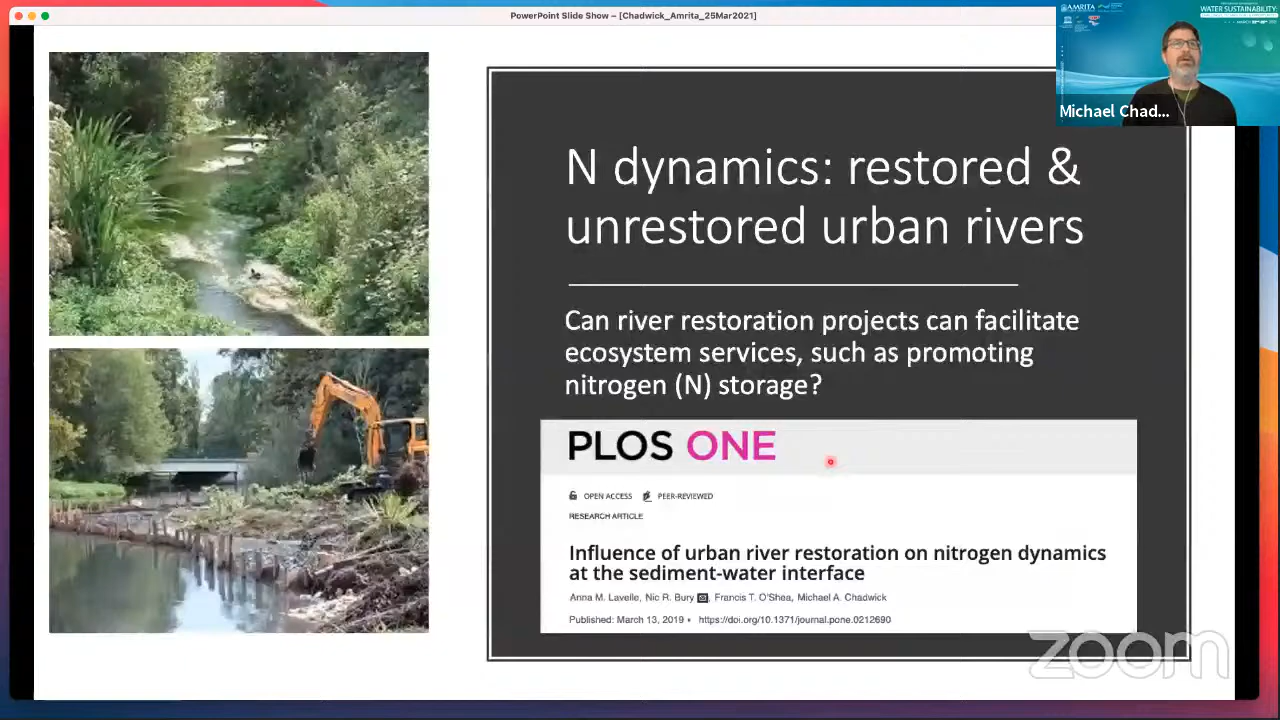 PowerPoint Slide Show – [Chadwick_Amrita_25Mar2021]
AMRITA
WATER SUSTAINABILITY:
Michael Chad...
N dynamics: restored &
unrestored urban rivers
Can river restoration projects can facilitate
ecosystem services, such as promoting
nitrogen (N) storage?
PLOS ONE
OPEN ACCESS PEER-REVIEWED
RESEARCH ARTICLE
Influence of urban river restoration on nitrogen dynamics
at the sediment-water interface
Anna M. Lavelle, Nic R. Bury, Francis T. O'Shea, Michael A. Chadwick
Published: March 13, 2019 • https://doi.org/10.1371/journal.pone.0212690
zoom